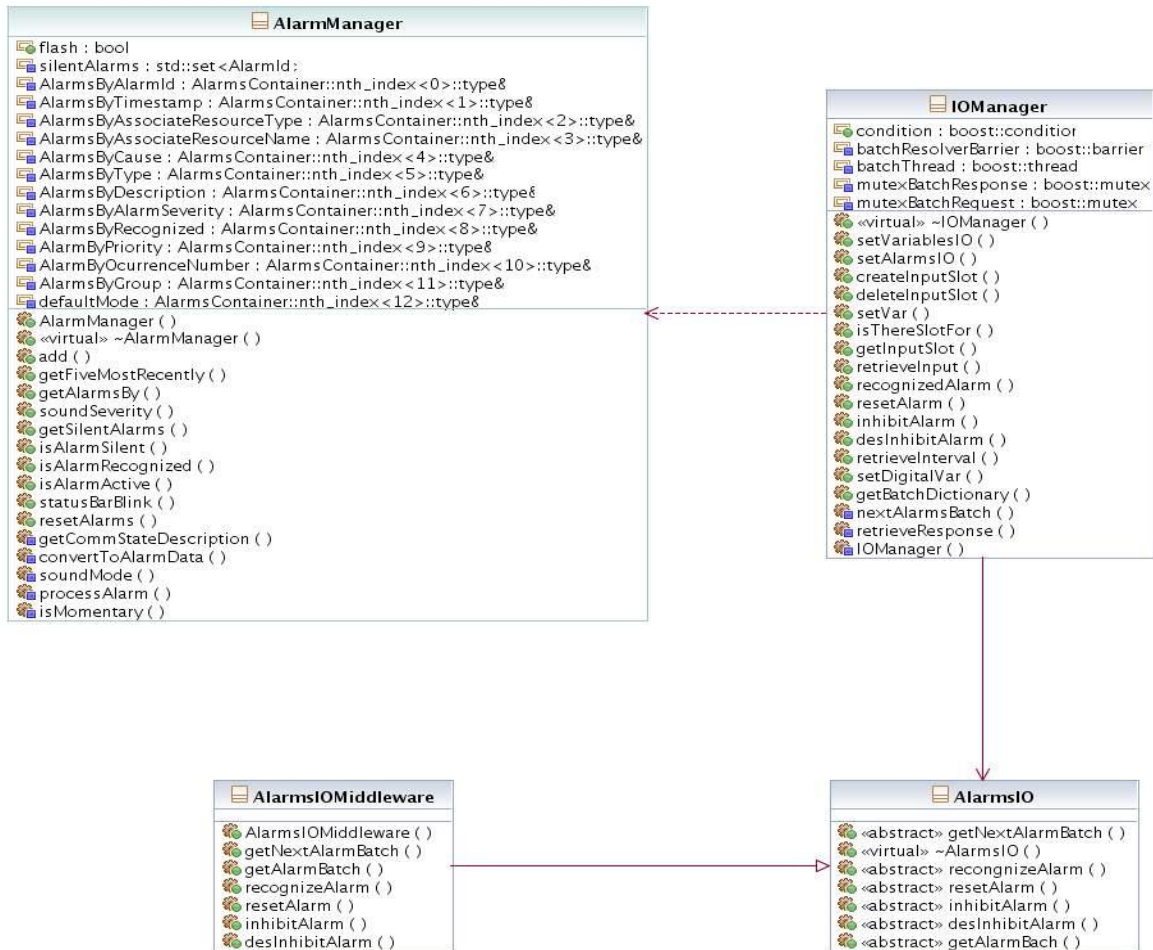 AlarmManager
flash : bool
silentAlarms : std::set<AlarmId;
AlarmsByAlarmId : AlarmsContainer::nth_index<0>::type&
AlarmsByTimestamp : AlarmsContainer::nth_index<1>::type&
AlarmsByAssociateResourceType : AlarmsContainer::nth_index<2>::type&
AlarmsByAssociateResourceName : AlarmsContainer::nth_index<3>::type&
AlarmsByCause : AlarmsContainer::nth_index<4>::type&
AlarmsByType : AlarmsContainer::nth_index<5>::type&
AlarmsByDescription : AlarmsContainer::nth_index<6>::type&
AlarmsByAlarmSeverity : AlarmsContainer::nth_index<7>::type&
AlarmsByRecognized : AlarmsContainer::nth_index<8>::type&
AlarmByPriority : AlarmsContainer::nth_index<9>::type&
AlarmByOcurrenceNumber : AlarmsContainer::nth_index<10>::type&
AlarmsByGroup : AlarmsContainer::nth_index<11>::type&
defaultMode : AlarmsContainer::nth_index<12>::type&
AlarmManager ( )
«virtual» ~AlarmManager ( )
add ( )
getFiveMostRecently ( )
getAlarmsBy ( )
soundSeverity ( )
getSilentAlarms ( )
isAlarmSilent ( )
isAlarmRecognized ( )
isAlarmActive ( )
statusBarBlink ( )
resetAlarms ( )
getCommStateDescription ( )
convertToAlarmData ( )
soundMode ( )
processAlarm ( )
isMomentary ( )
IOManager
condition : boost::condition
batchResolverBarrier : boost::barrier
batchThread : boost::thread
mutexBatchResponse : boost::mutex
mutexBatchRequest : boost::mutex
«virtual» ~IOManager ( )
setVariablesIO ( )
setAlarmsIO ( )
createInputSlot ( )
deleteInputSlot ( )
setVar ( )
isThereSlotFor ( )
getInputSlot ( )
retrieveInput ( )
recognizedAlarm ( )
resetAlarm ( )
inhibitAlarm ( )
desInhibitAlarm ( )
retrieveInterval ( )
setDigitalVar ( )
getBatchDictionary ( )
nextAlarmsBatch ( )
retrieveResponse ( )
IOManager ( )
AlarmsIOMiddleware
AlarmsIOMiddleware ( )
getNextAlarmBatch ( )
getAlarmBatch ( )
recognizeAlarm ( )
resetAlarm ( )
inhibitAlarm ( )
desInhibitAlarm ( )
AlarmsIO
«abstract» getNextAlarmBatch ( )
«virtual» ~AlarmsIO ( )
«abstract» recongnizeAlarm ( )
«abstract» resetAlarm ( )
«abstract» inhibitAlarm ( )
«abstract» desInhibitAlarm ( )
«abstract» getAlarmBach ( )